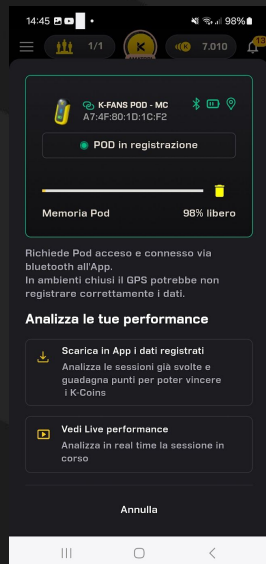 14:45
98%
1/1
K
7.010
13
K-FANS POD - MC
A7:4F:80:1D:1C:F2
POD in registrazione
Memoria Pod
98% libero
Richiede Pod acceso e connesso via
bluetooth all'App.
In ambienti chiusi il GPS potrebbe non
registrare correttamente i dati.
Analizza le tue performance
Scarica in App i dati registrati
Analizza le sessioni già svolte e
guadagna punti per poter vincere
i K-Coins
Vedi Live performance
Analizza in real time la sessione in
corso
Annulla